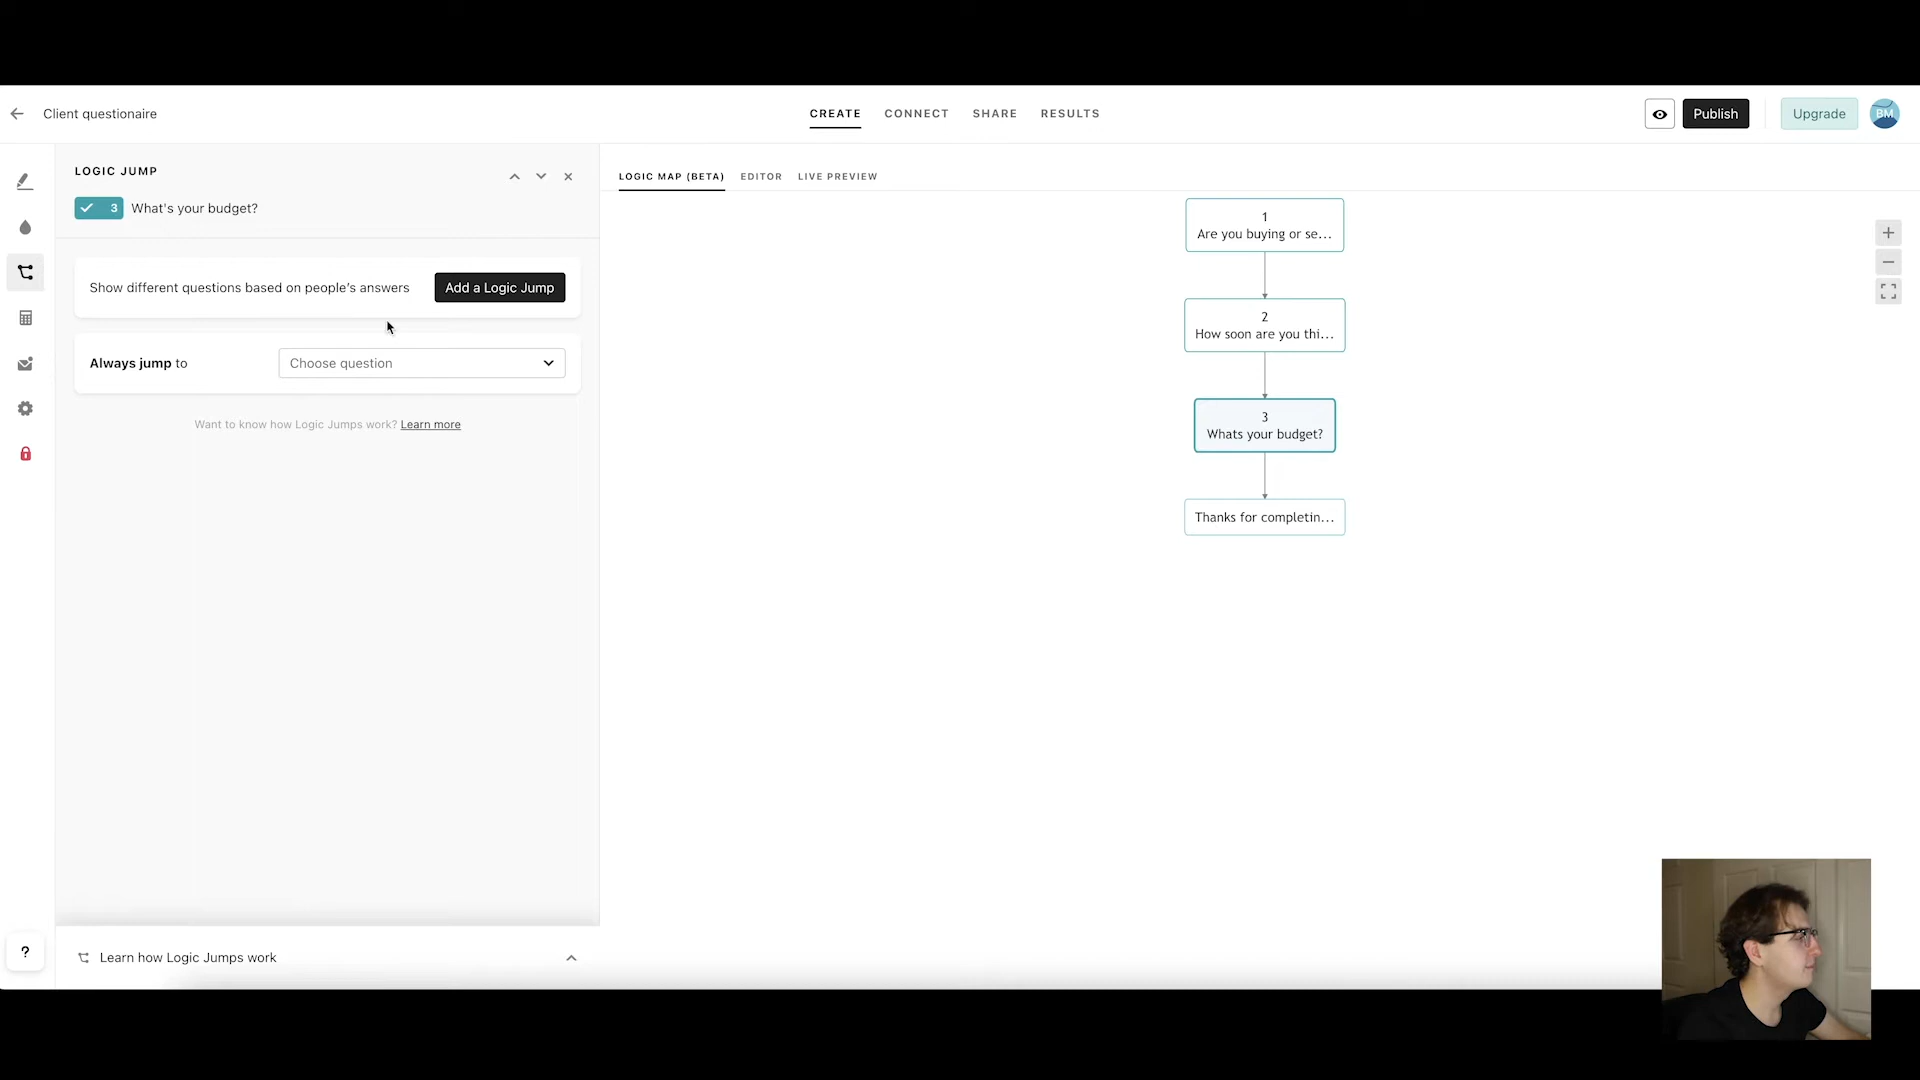 Client questionaire
CREATE
CONNECT
SHARE
RESULTS
Publish
Upgrade
BM
LOGIC JUMP
3 What's your budget?
Show different questions based on people's answers
Add a Logic Jump
Always jump to
Choose question
Want to know how Logic Jumps work? Learn more
LOGIC MAP (BETA)
EDITOR
LIVE PREVIEW
1
Are you buying or se...
2
How soon are you thi...
3
Whats your budget?
Thanks for completin...
?
Learn how Logic Jumps work